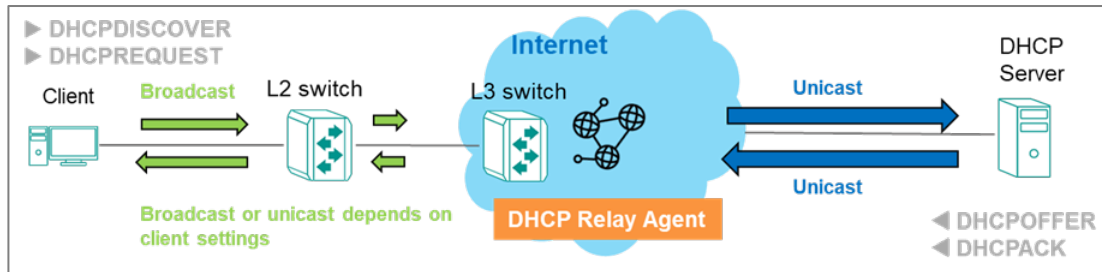 ▶ DHCPDISCOVER
▶ DHCPREQUEST
Internet
DHCP
Server
Client
Broadcast
L2 switch
L3 switch
Unicast
Unicast
Broadcast or unicast depends on
client settings
DHCP Relay Agent
◀ DHCPOFFER
◀ DHCPACK